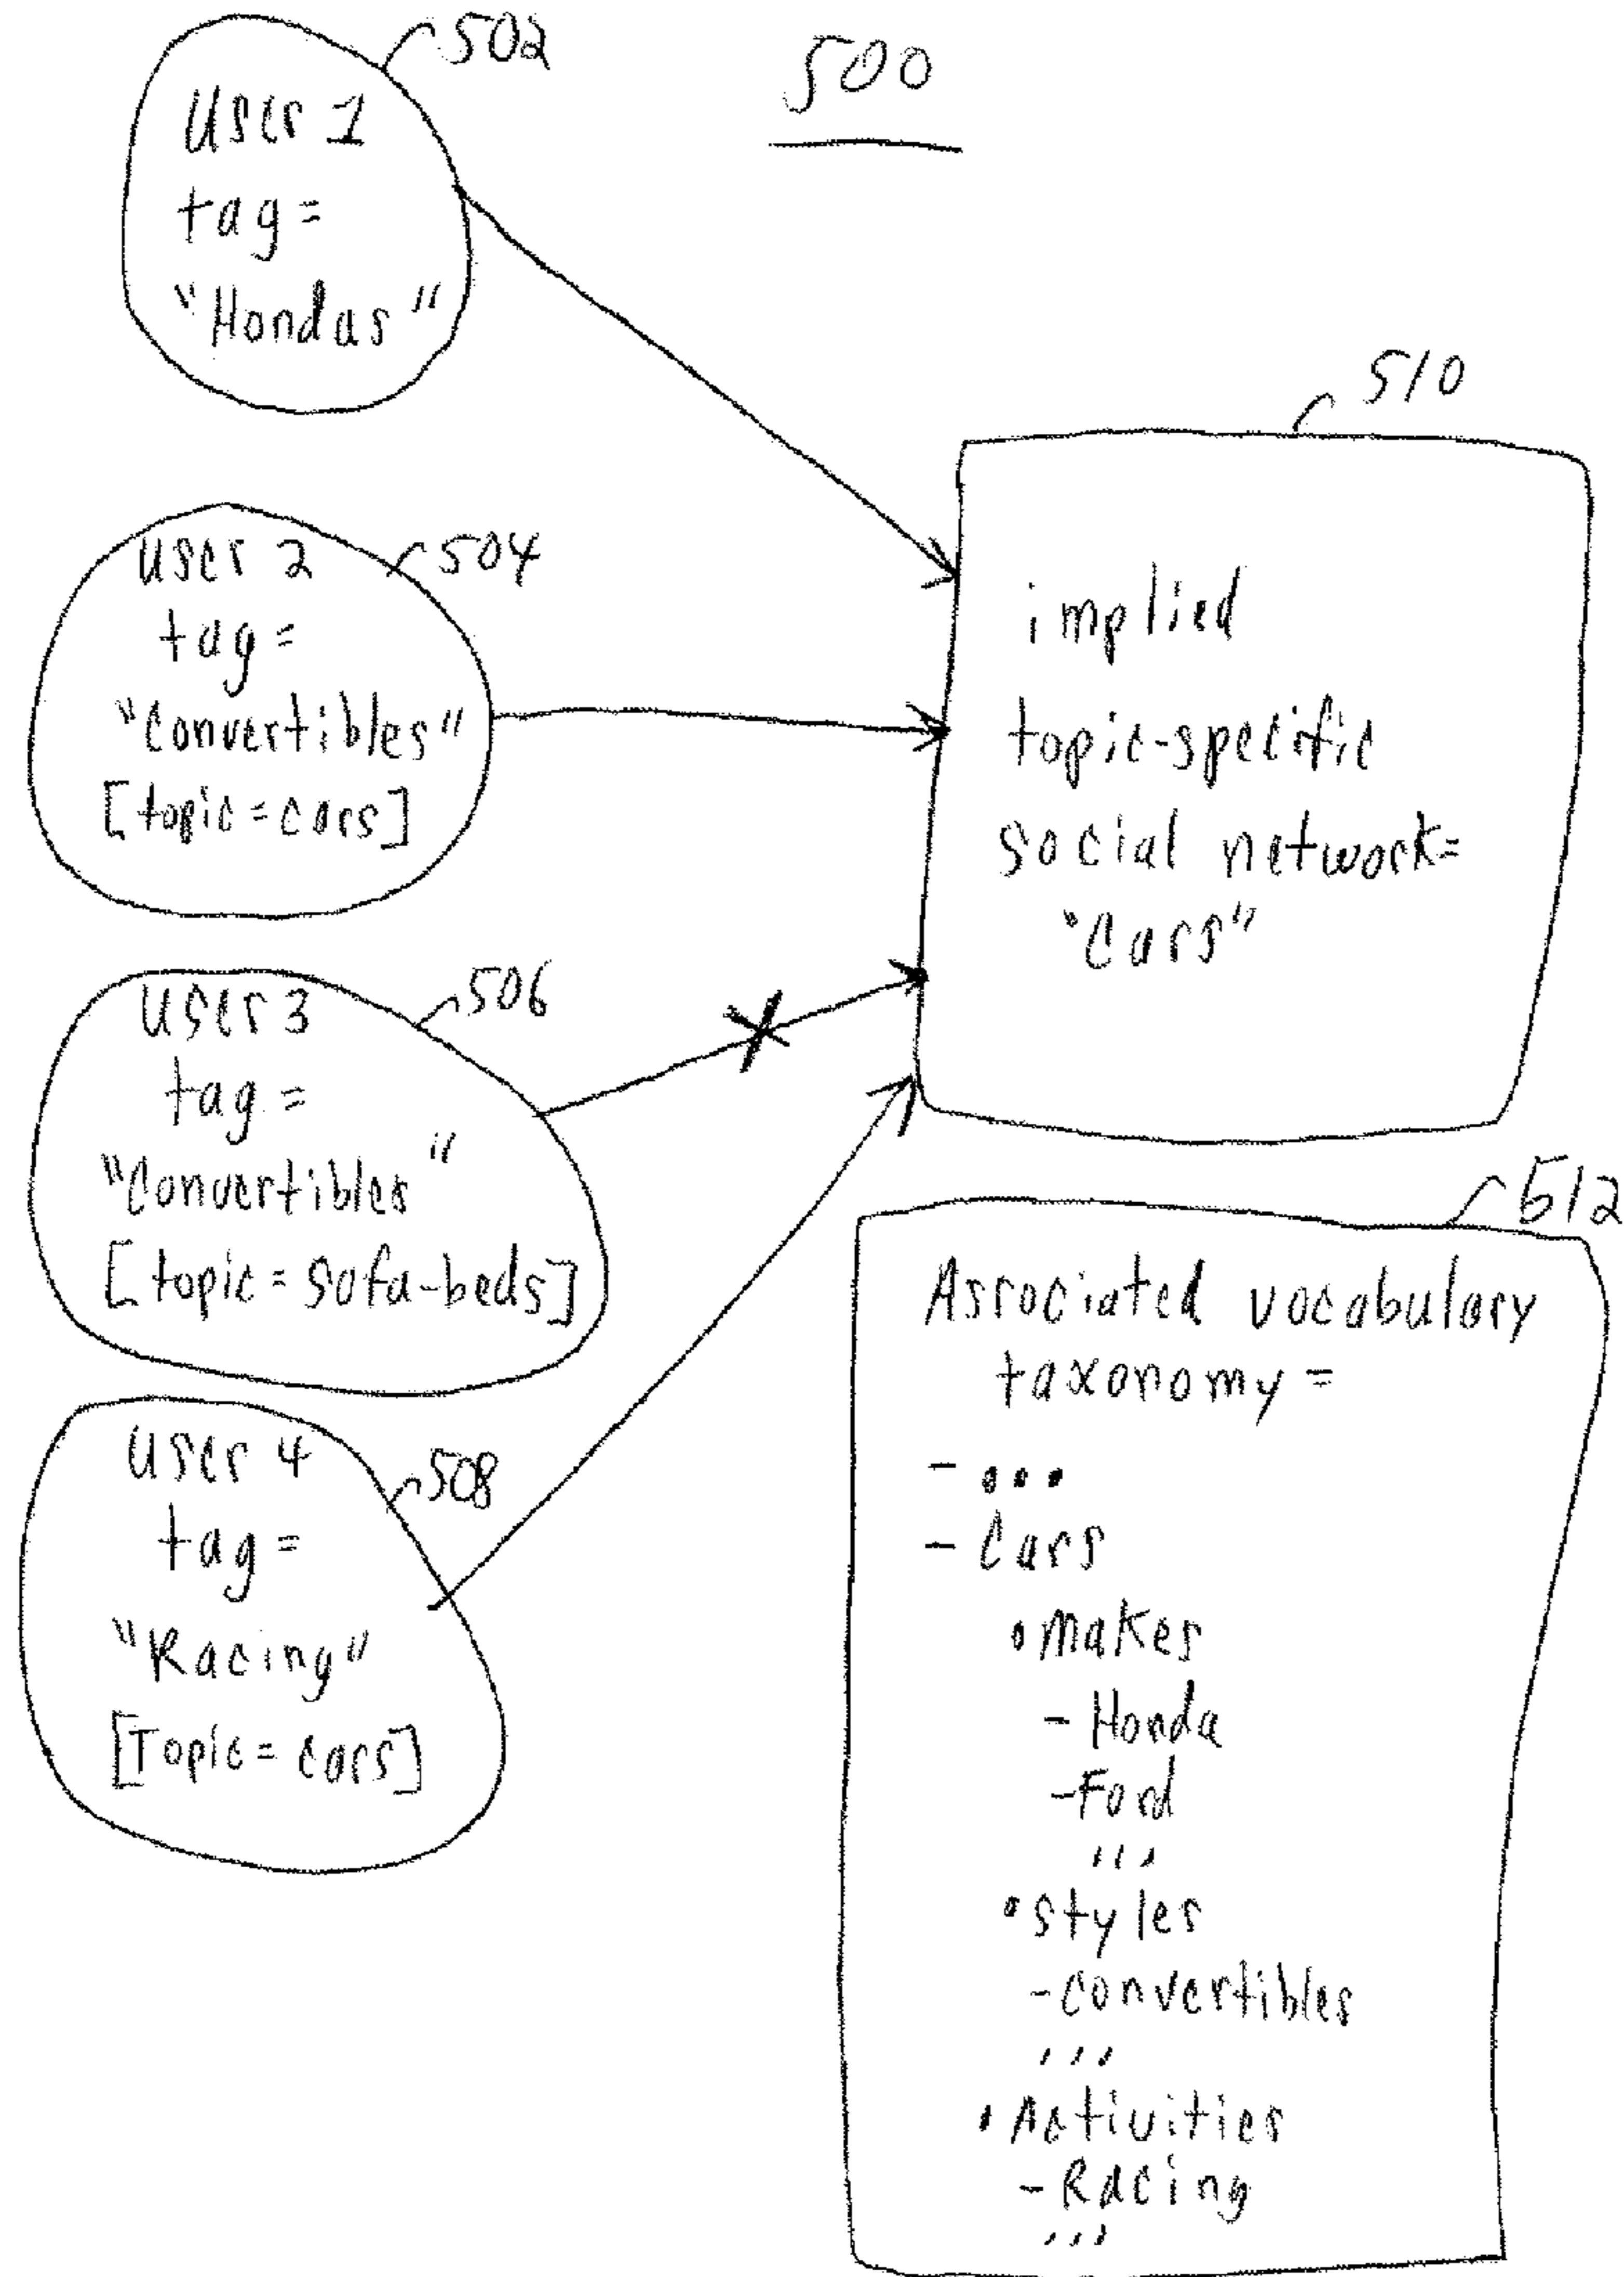 500
502
User 1
tag =
"Hondas"
504
User 2
tag =
"Convertibles"
[topic = cars]
506
User 3
tag =
"Convertibles"
[topic = sofa-beds]
508
User 4
tag =
"Racing"
[Topic = cars]
510
implied
topic-specific
social network=
"Cars"
512
Associated vocabulary
taxonomy =
- ...
- Cars
• Makes
- Honda
- Ford
...
• Styles
- convertibles
...
• Activities
- Racing
...